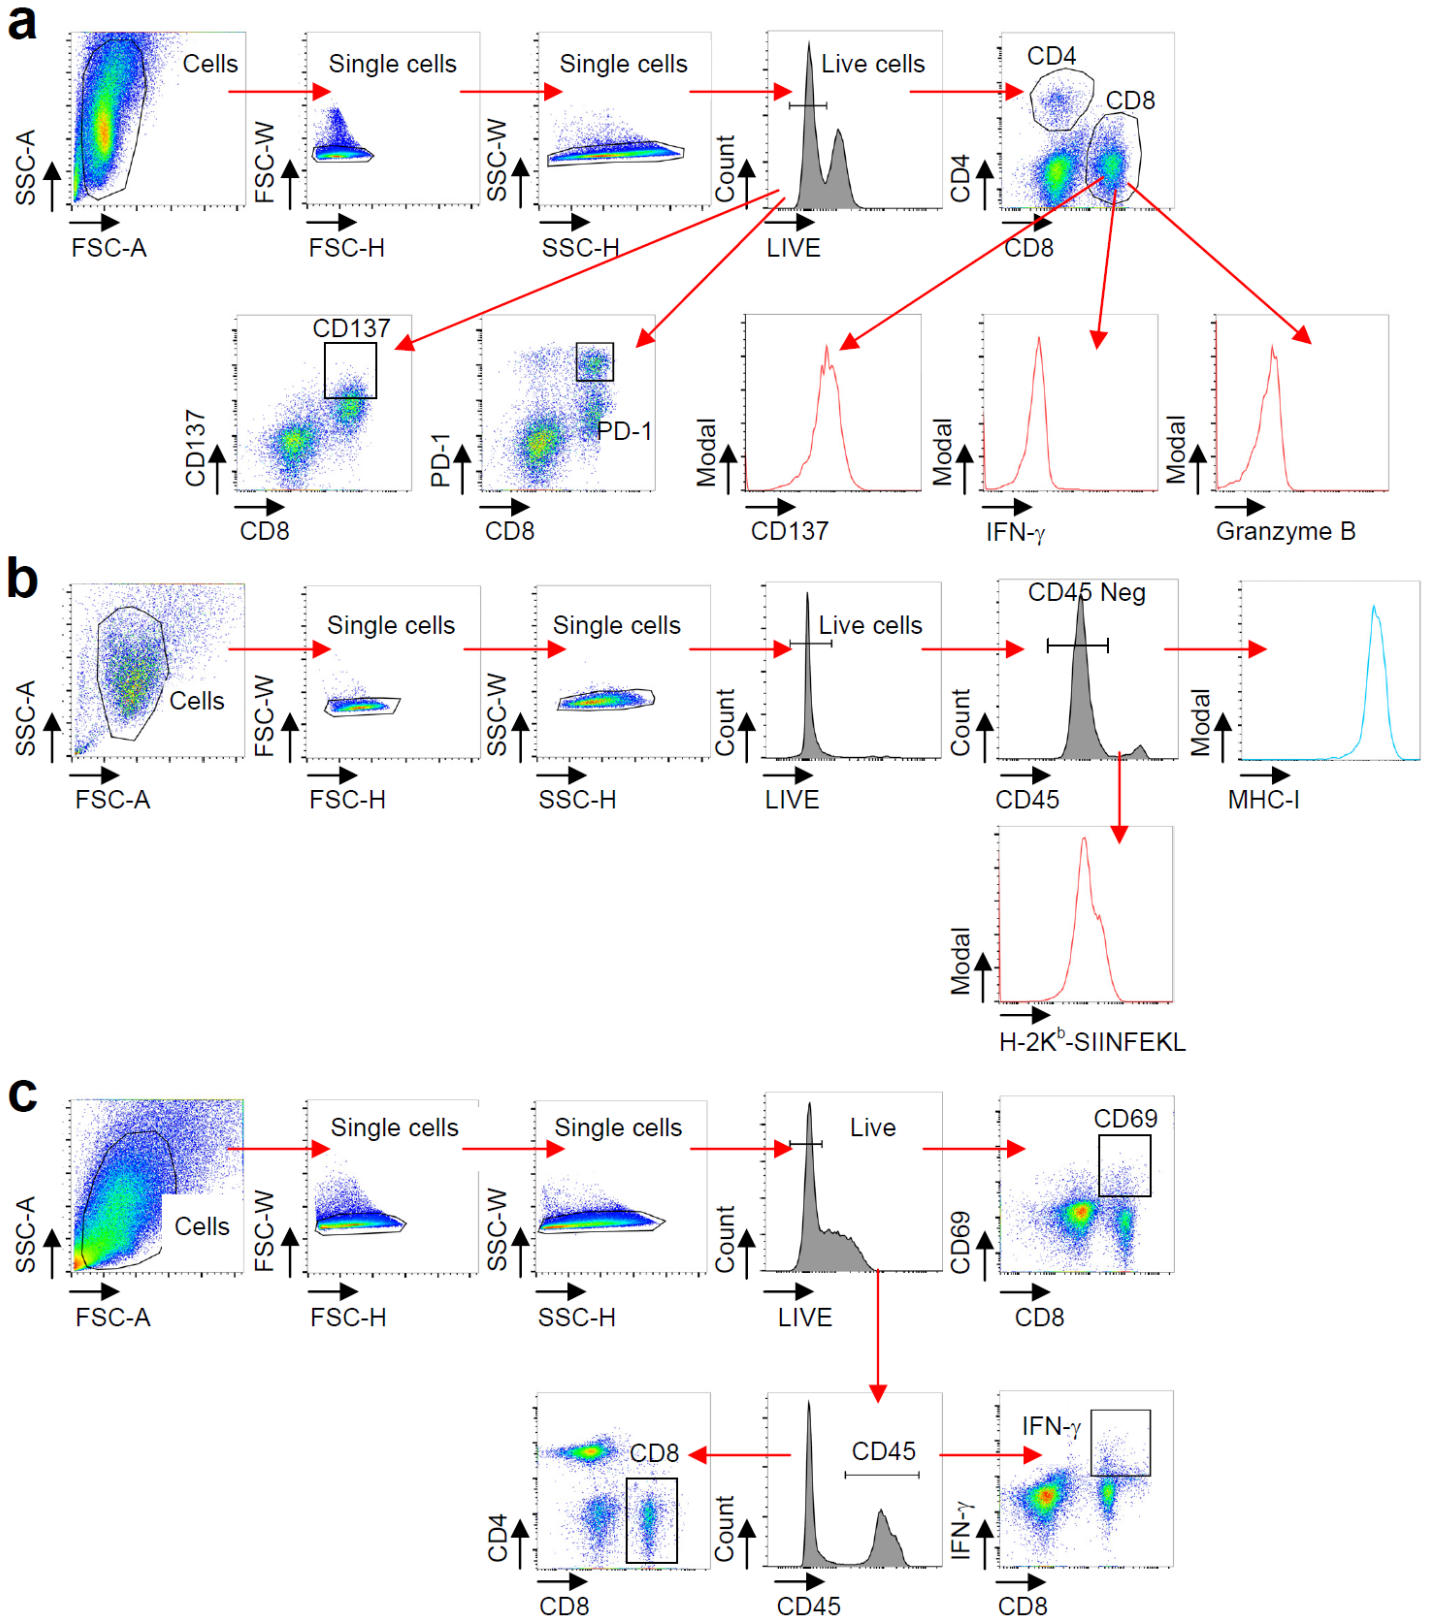 a
Cells
Single cells
Single cells
Live cells
CD4
CD8
SSC-A
FSC-W
SSC-W
Count
CD4
FSC-A
FSC-H
SSC-H
LIVE
CD8
CD137
PD-1
CD137
PD-1
Modal
Modal
Modal
CD8
CD8
CD137
IFN-γ
Granzyme B
b
Cells
Single cells
Single cells
Live cells
CD45 Neg
SSC-A
FSC-W
SSC-W
Count
Count
Modal
FSC-A
FSC-H
SSC-H
LIVE
CD45
MHC-I
Modal
H-2Kᵇ-SIINFEKL
c
Cells
Single cells
Single cells
Live
CD69
SSC-A
FSC-W
SSC-W
Count
CD69
FSC-A
FSC-H
SSC-H
LIVE
CD8
CD8
CD45
IFN-γ
CD4
Count
IFN-γ
CD8
CD45
CD8